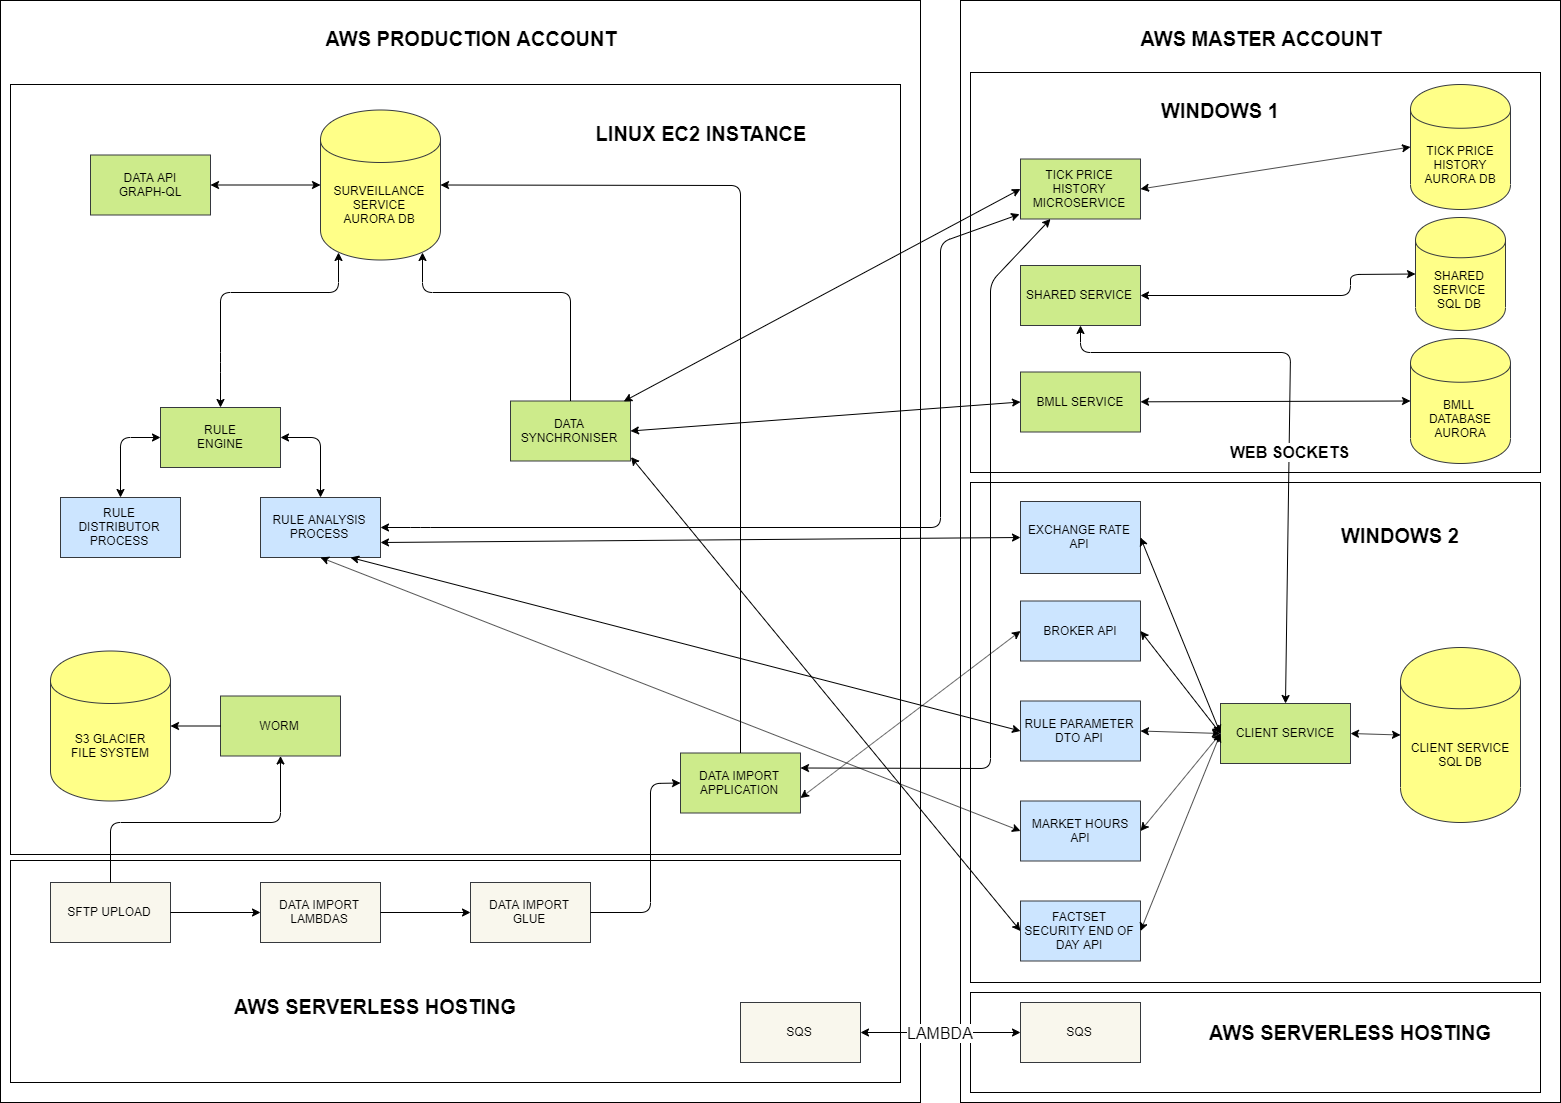 AWS PRODUCTION ACCOUNT
LINUX EC2 INSTANCE
DATA API
GRAPH-QL
SURVEILLANCE
SERVICE
AURORA DB
RULE
ENGINE
DATA
SYNCHRONISER
RULE
DISTRIBUTOR
PROCESS
RULE ANALYSIS
PROCESS
S3 GLACIER
FILE SYSTEM
WORM
DATA IMPORT
APPLICATION
SFTP UPLOAD
DATA IMPORT
LAMBDAS
DATA IMPORT
GLUE
AWS SERVERLESS HOSTING
SQS
LAMBDA
AWS MASTER ACCOUNT
WINDOWS 1
TICK PRICE
HISTORY
MICROSERVICE
TICK PRICE
HISTORY
AURORA DB
SHARED SERVICE
SHARED
SERVICE
SQL DB
BMLL SERVICE
BMLL
DATABASE
AURORA
WEB SOCKETS
WINDOWS 2
EXCHANGE RATE
API
BROKER API
RULE PARAMETER
DTO API
CLIENT SERVICE
CLIENT SERVICE
SQL DB
MARKET HOURS
API
FACTSET
SECURITY END OF
DAY API
SQS
AWS SERVERLESS HOSTING